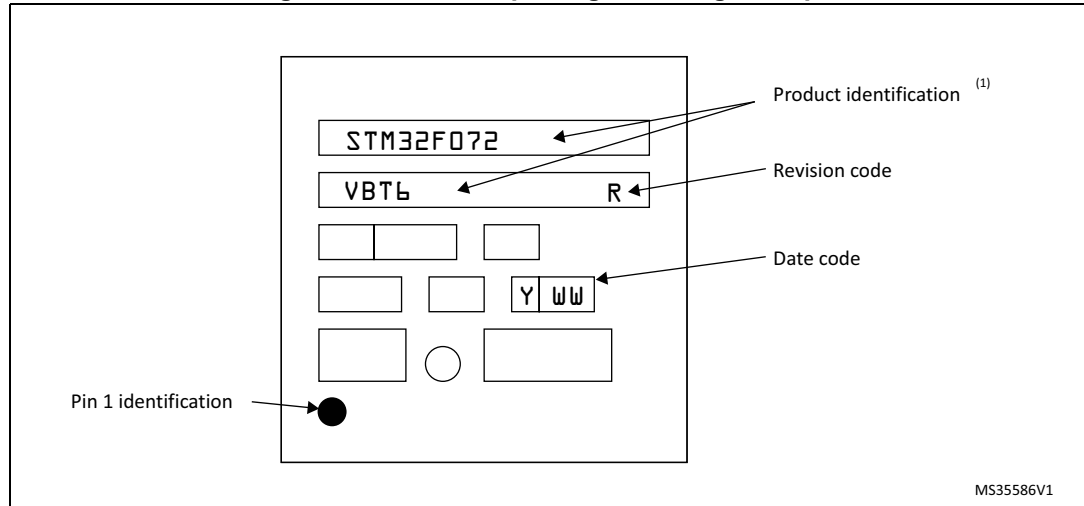 Product identification (1)
STM32F072
Revision code
VBT6 R
Date code
Y WW
Pin 1 identification
MS35586V1